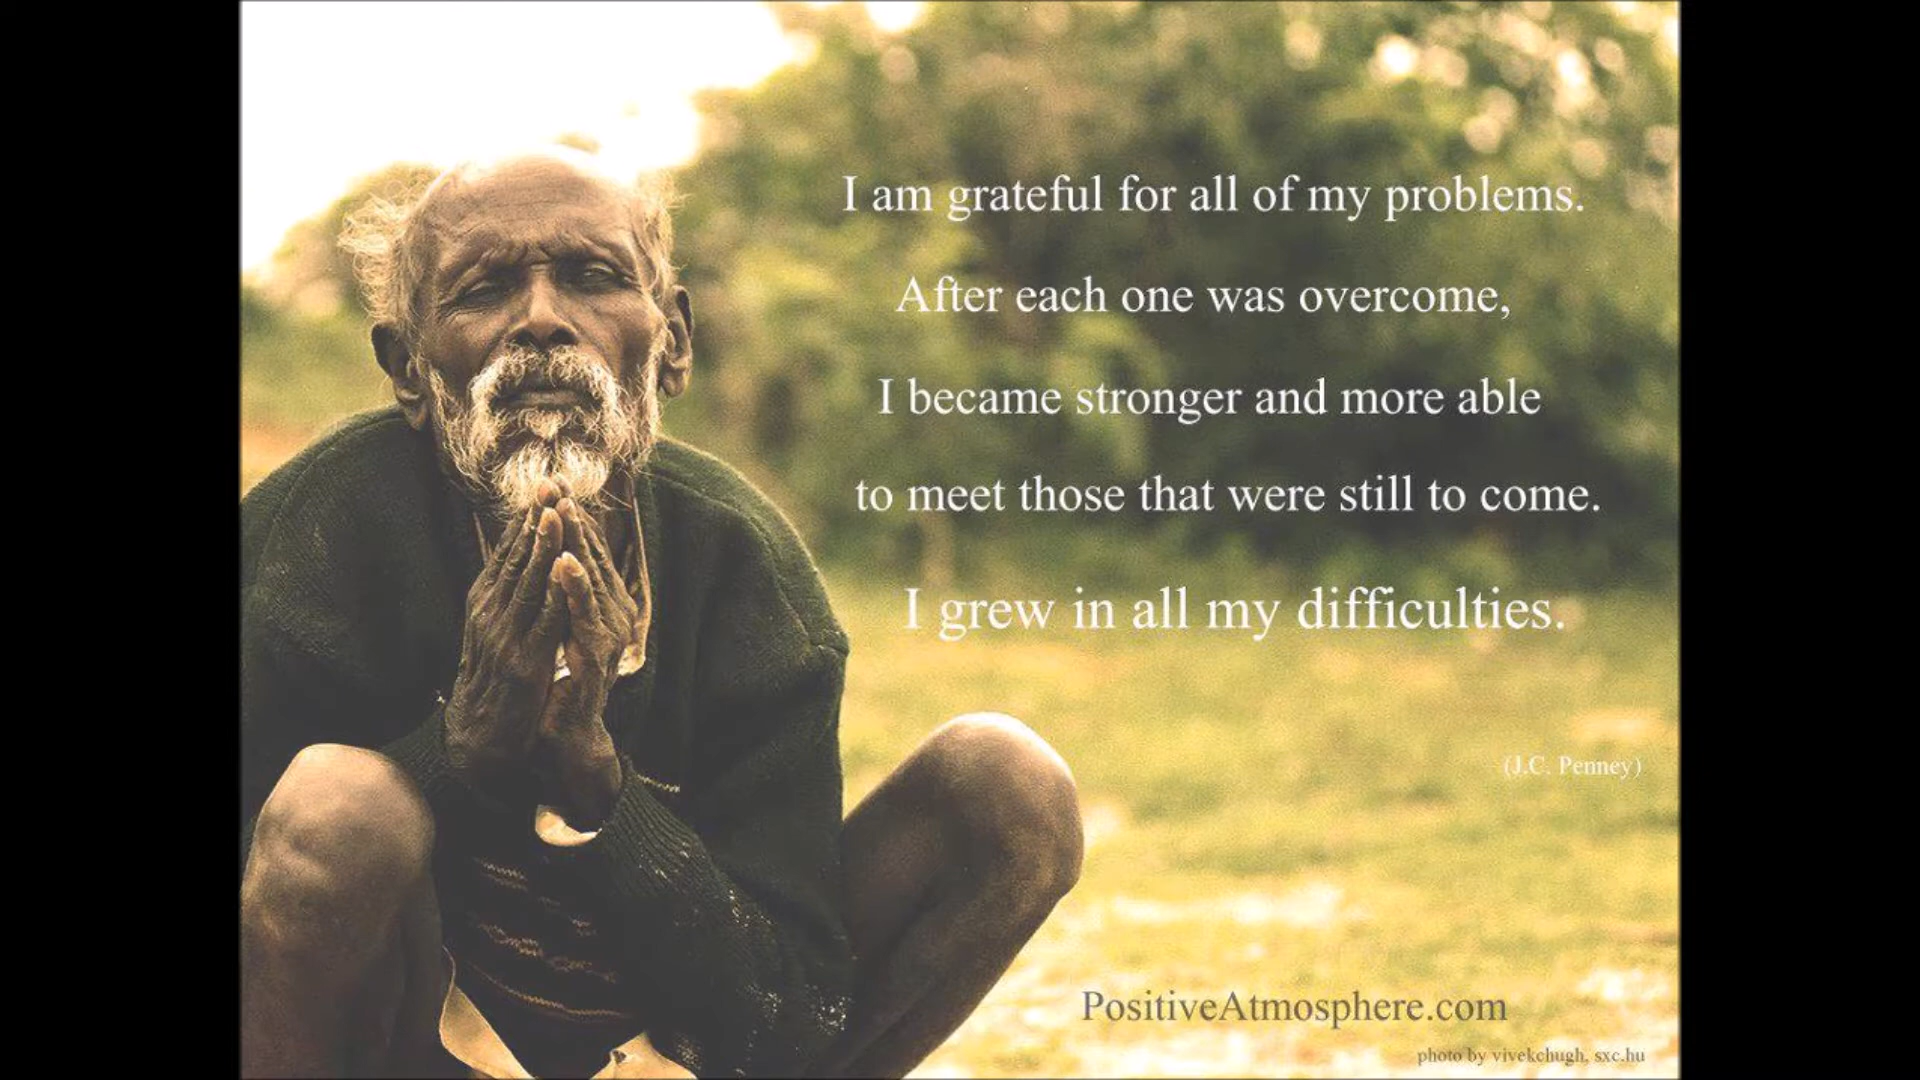 I am grateful for all of my problems.
After each one was overcome,
I became stronger and more able
to meet those that were still to come.
I grew in all my difficulties.
(J.C. Penney)
PositiveAtmosphere.com
photo by vivekchugh, sxc.hu